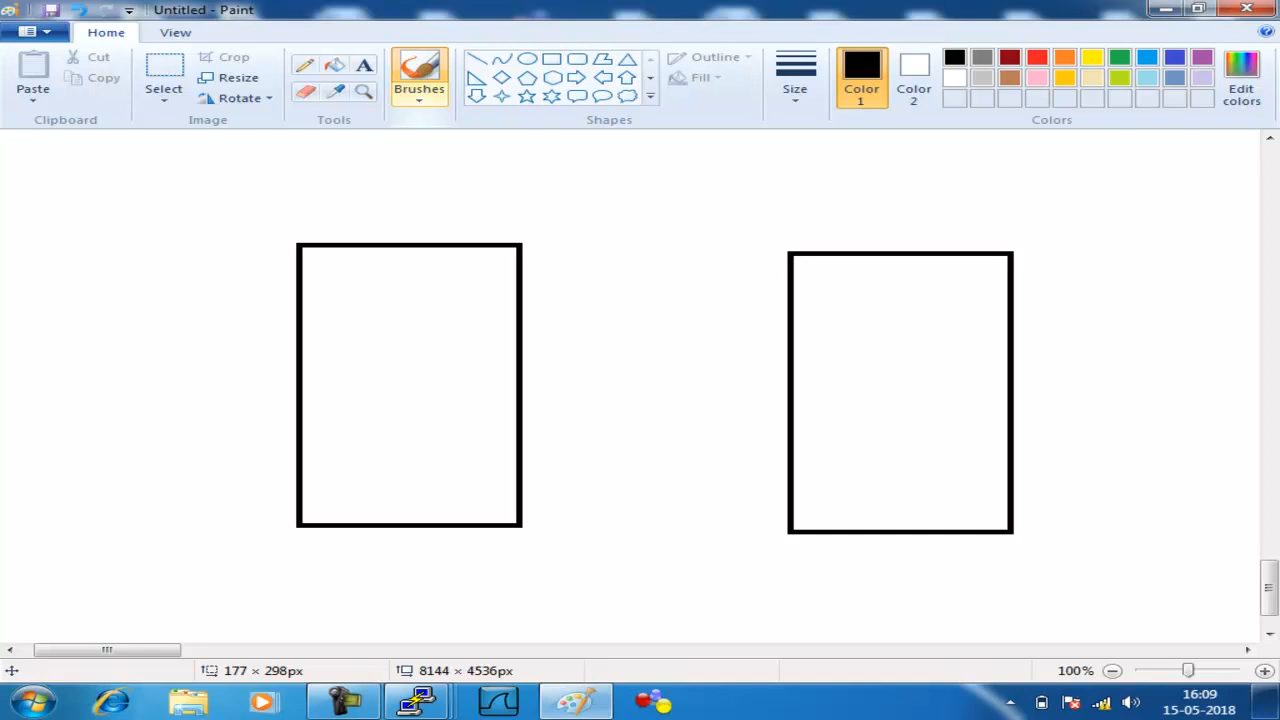 Untitled - Paint
Home View
Paste
Cut
Copy
Clipboard
Select
Crop
Resize
Rotate
Image
A
Tools
Brushes
Outline
Fill
Shapes
Size
Color 1
Color 2
Edit colors
Colors
177 × 298px
8144 × 4536px
100%
16:09
15-05-2018